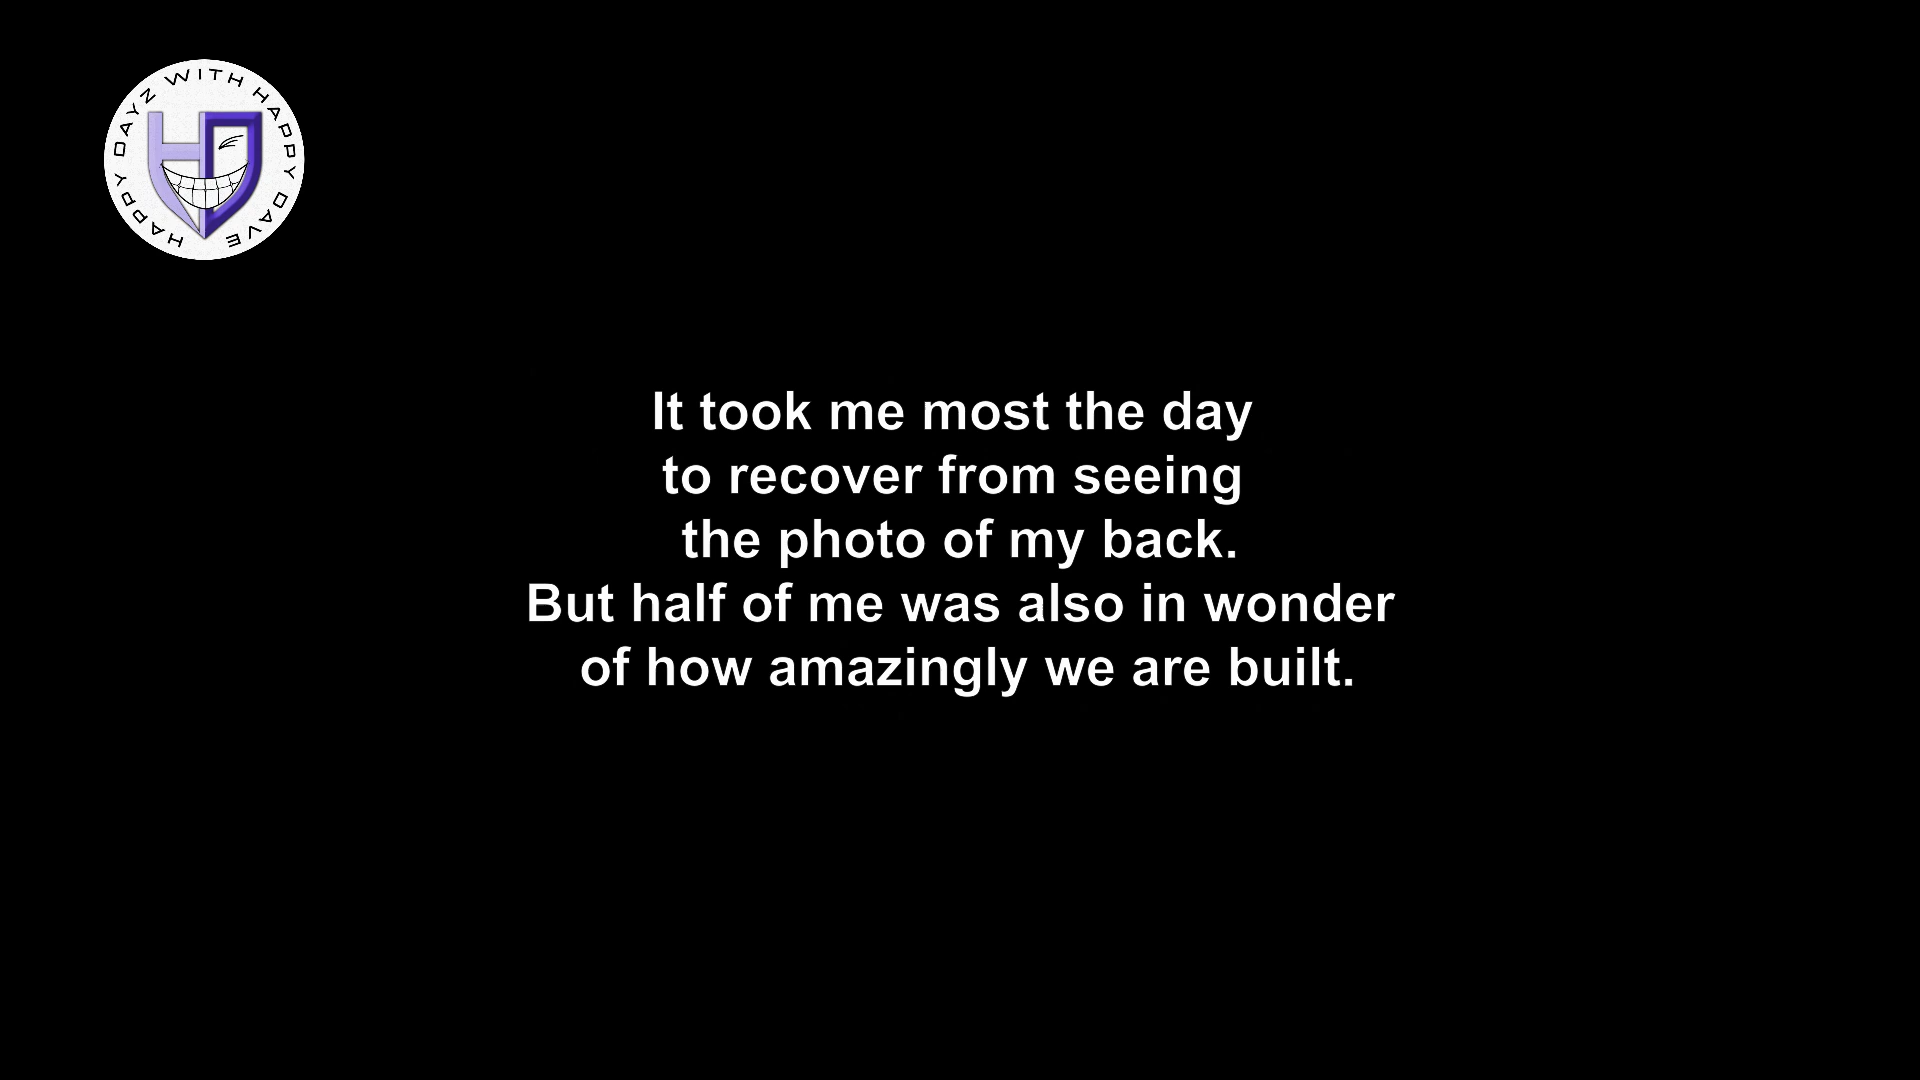 HAPPY DAYZ WITH HAPPY DAVE
HD
It took me most the day
to recover from seeing
the photo of my back.
But half of me was also in wonder
of how amazingly we are built.